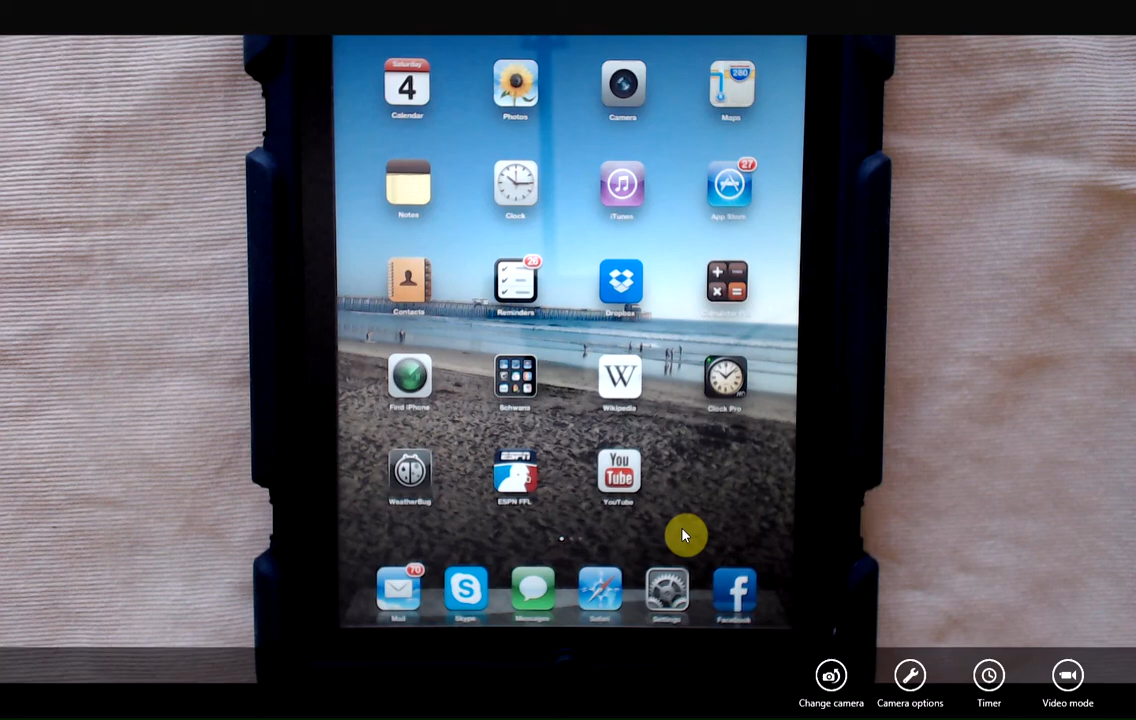 Saturday
4
280
Calendar
Photos
Camera
Maps
27
Notes
Clock
iTunes
App Store
26
Contacts
Reminders
Dropbox
W
Find iPhone
Schwans
Wikipedia
Clock Pro
ESPN
You
Tube
WeatherBug
ESPN FFL
YouTube
70
Mail
Skype
Messages
Safari
Settings
Facebook
Change camera
Camera options
Timer
Video mode